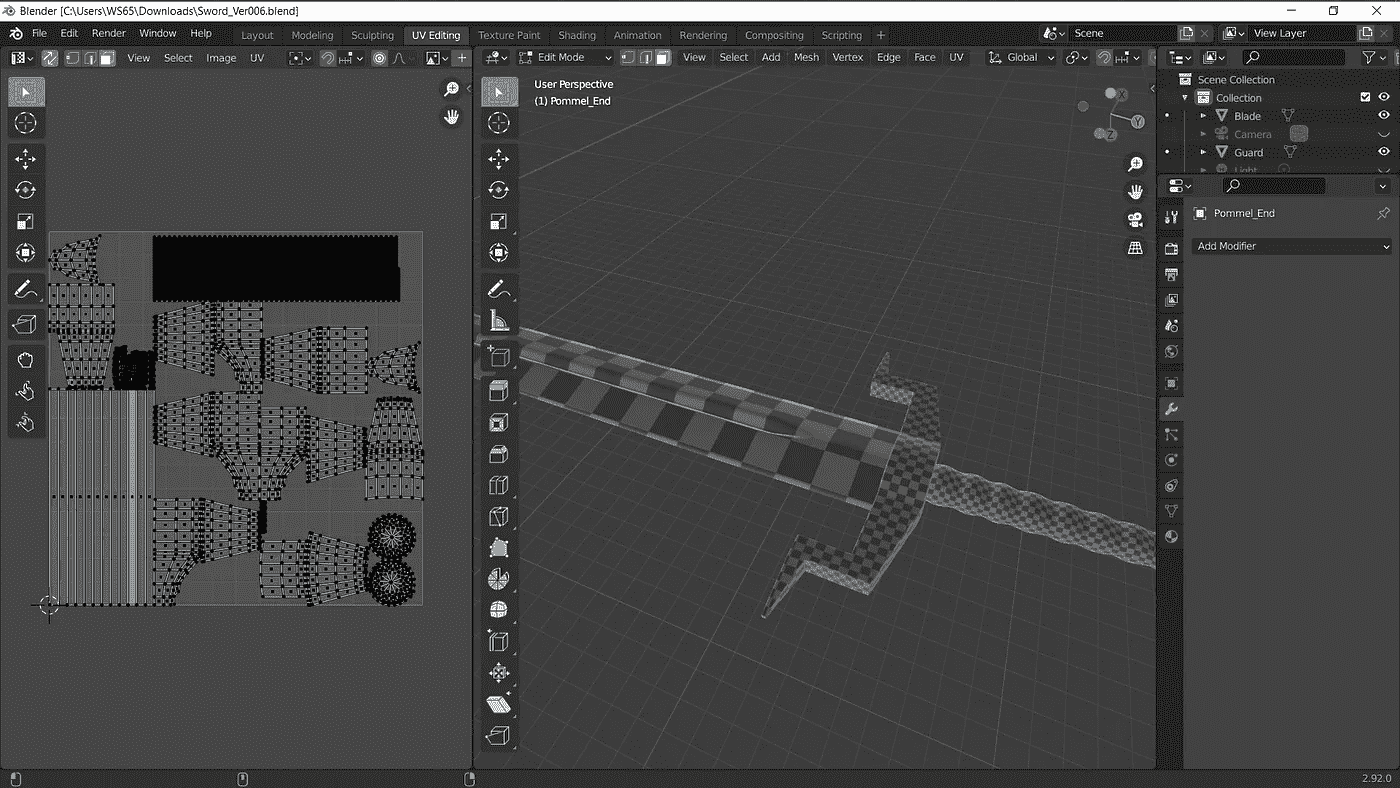 Blender [C:\Users\WS65\Downloads\Sword_Ver006.blend]
File Edit Render Window Help Layout Modeling Sculpting UV Editing Texture Paint Shading Animation Rendering Compositing Scripting + Scene View Layer
View Select Image UV
Edit Mode View Select Add Mesh Vertex Edge Face UV Global
User Perspective
(1) Pommel_End
X
Y
Z
Scene Collection
Collection
Blade
Camera
Guard
Light
Pommel_End
Add Modifier
2.92.0